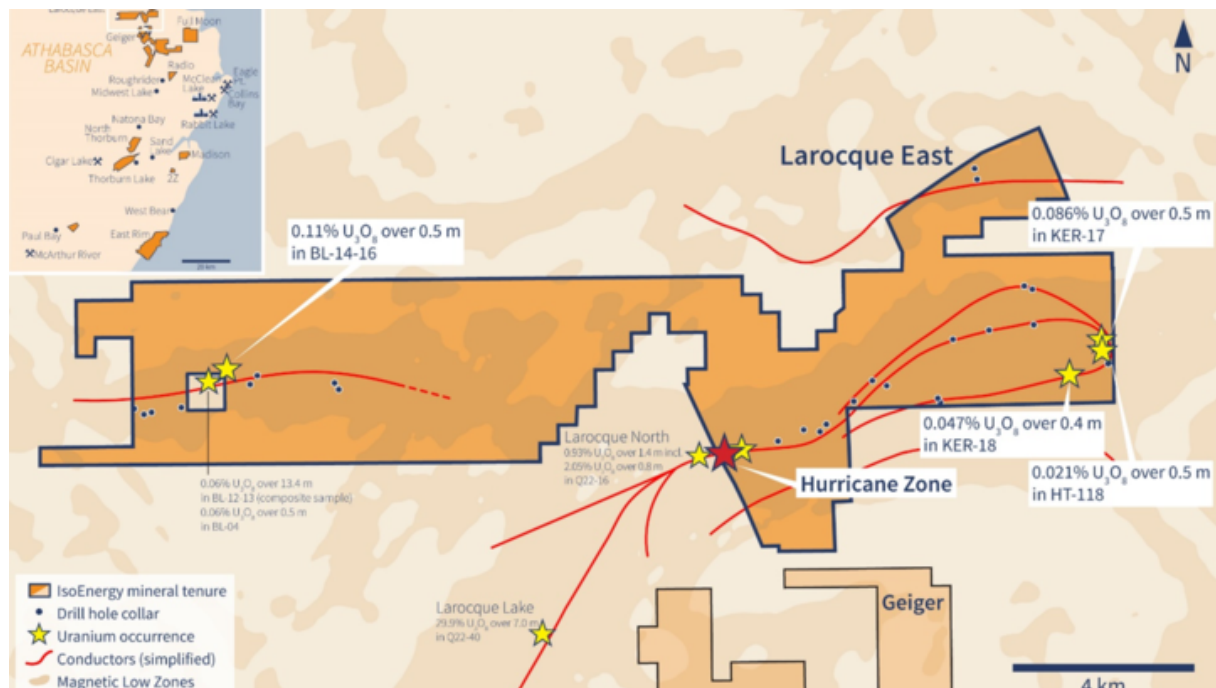 Larocque East
Full Moon
Geiger
ATHABASCA
BASIN
Radio
Roughrider
McClean
Lake
Eagle
Pt.
Midwest Lake
Collins
Bay
Rabbit Lake
Natona Bay
North
Thorburn
Sand
Lake
Madison
Cigar Lake
Thorburn Lake
2Z
West Bear
Paul Bay
East Rim
McArthur River
20 km
N
Larocque East
0.11% U₃O₈ over 0.5 m
in BL-14-16
0.086% U₃O₈ over 0.5 m
in KER-17
0.047% U₃O₈ over 0.4 m
in KER-18
0.021% U₃O₈ over 0.5 m
in HT-118
Larocque North
0.93% U₃O₈ over 1.4 m incl.
2.05% U₃O₈ over 0.8 m
in Q22-16
Hurricane Zone
0.06% U₃O₈ over 13.4 m
in BL-12-13 (composite sample)
0.06% U₃O₈ over 0.5 m
in BL-04
Larocque Lake
29.9% U₃O₈ over 7.0 m
in Q22-40
Geiger
IsoEnergy mineral tenure
Drill hole collar
Uranium occurrence
Conductors (simplified)
Magnetic Low Zones
4 km